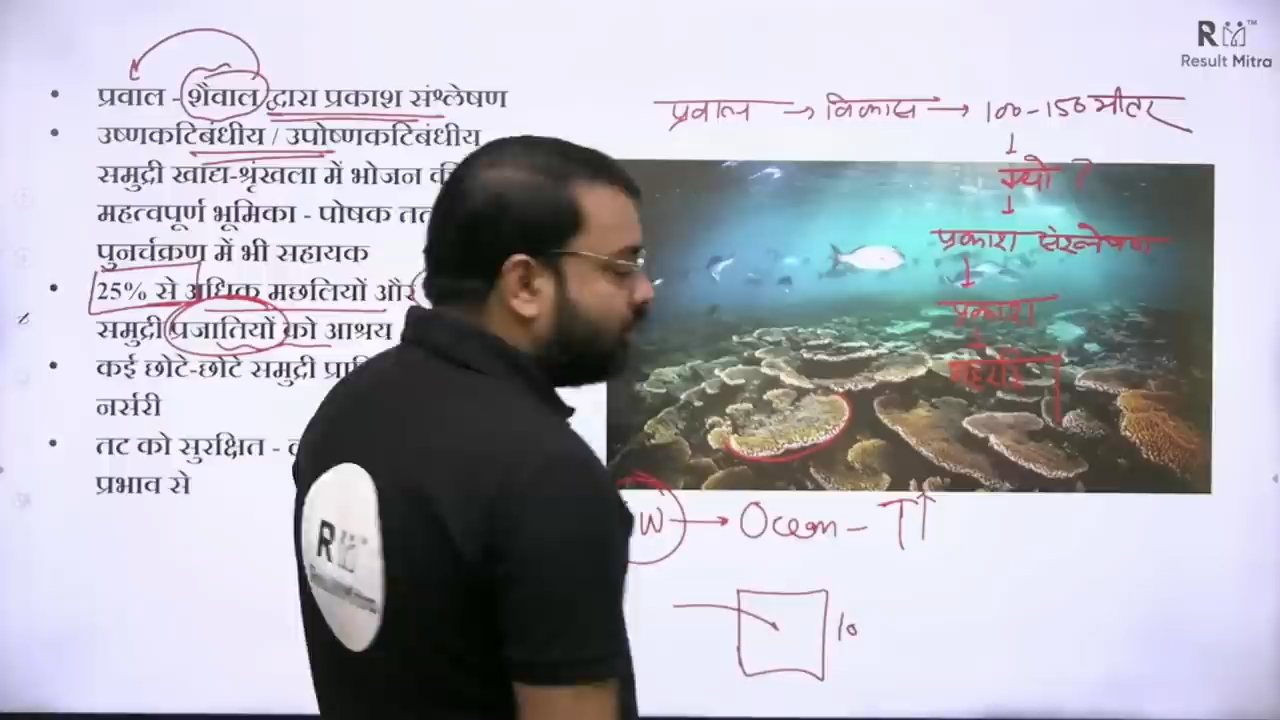 RM™
Result Mitra
प्रवाल - शैवाल द्वारा प्रकाश संश्लेषण
उष्णकटिबंधीय / उपोष्णकटिबंधीय
समुद्री खाद्य-श्रृंखला में भोजन
महत्वपूर्ण भूमिका - पोषक
पुनर्चक्रण में भी सहायक
25% से अधिक मछलियों और
समुद्री प्रजातियों को आश्रय
कई छोटे-छोटे समुद्री
नर्सरी
तट को सुरक्षित -
प्रभाव से
प्रवाल → विकास → 100-150 मीटर
क्यो ?
प्रकाश संश्लेषण
प्रकाश
गहराई
W → Ocean - T↑
10
R